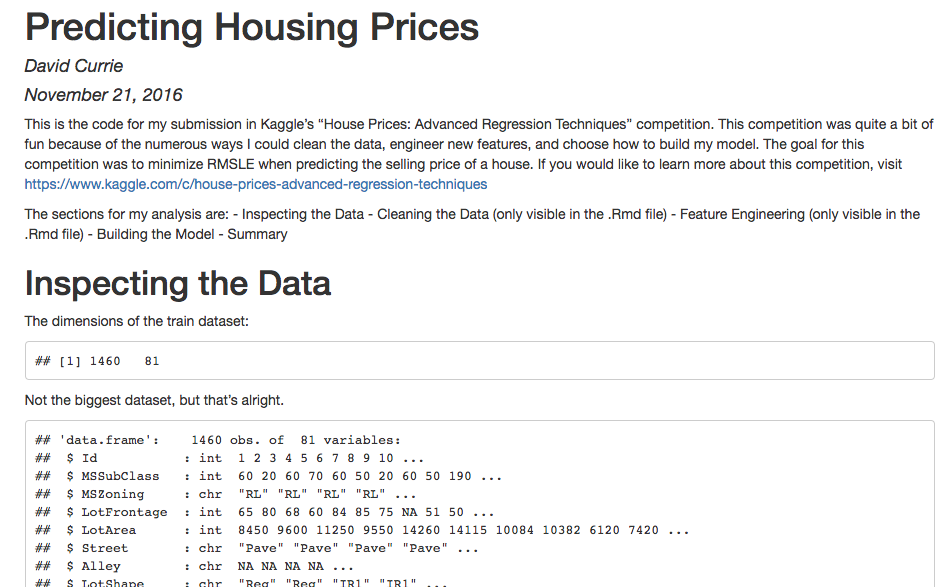 Predicting Housing Prices
David Currie
November 21, 2016
This is the code for my submission in Kaggle's “House Prices: Advanced Regression Techniques” competition. This competition was quite a bit of
fun because of the numerous ways I could clean the data, engineer new features, and choose how to build my model. The goal for this
competition was to minimize RMSLE when predicting the selling price of a house. If you would like to learn more about this competition, visit
https://www.kaggle.com/c/house-prices-advanced-regression-techniques
The sections for my analysis are: - Inspecting the Data - Cleaning the Data (only visible in the .Rmd file) - Feature Engineering (only visible in the
.Rmd file) - Building the Model - Summary
Inspecting the Data
The dimensions of the train dataset:
## [1] 1460   81
Not the biggest dataset, but that's alright.
## 'data.frame':    1460 obs. of  81 variables:
##  $ Id           : int  1 2 3 4 5 6 7 8 9 10 ...
##  $ MSSubClass   : int  60 20 60 70 60 50 20 60 50 190 ...
##  $ MSZoning     : chr  "RL" "RL" "RL" "RL" ...
##  $ LotFrontage  : int  65 80 68 60 84 85 75 NA 51 50 ...
##  $ LotArea      : int  8450 9600 11250 9550 14260 14115 10084 10382 6120 7420 ...
##  $ Street       : chr  "Pave" "Pave" "Pave" "Pave" ...
##  $ Alley        : chr  NA NA NA NA ...
##  $ LotShape     : chr  "Reg" "Reg" "IR1" "IR1" ...